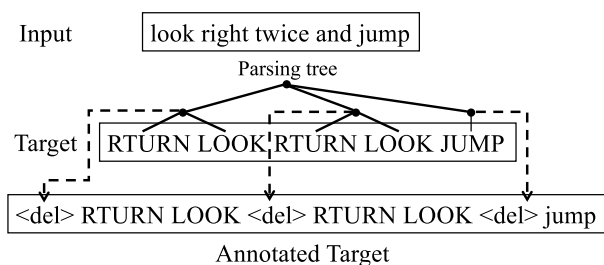 Input look right twice and jump
Parsing tree
Target RTURN LOOK RTURN LOOK JUMP
<del> RTURN LOOK <del> RTURN LOOK <del> jump
Annotated Target